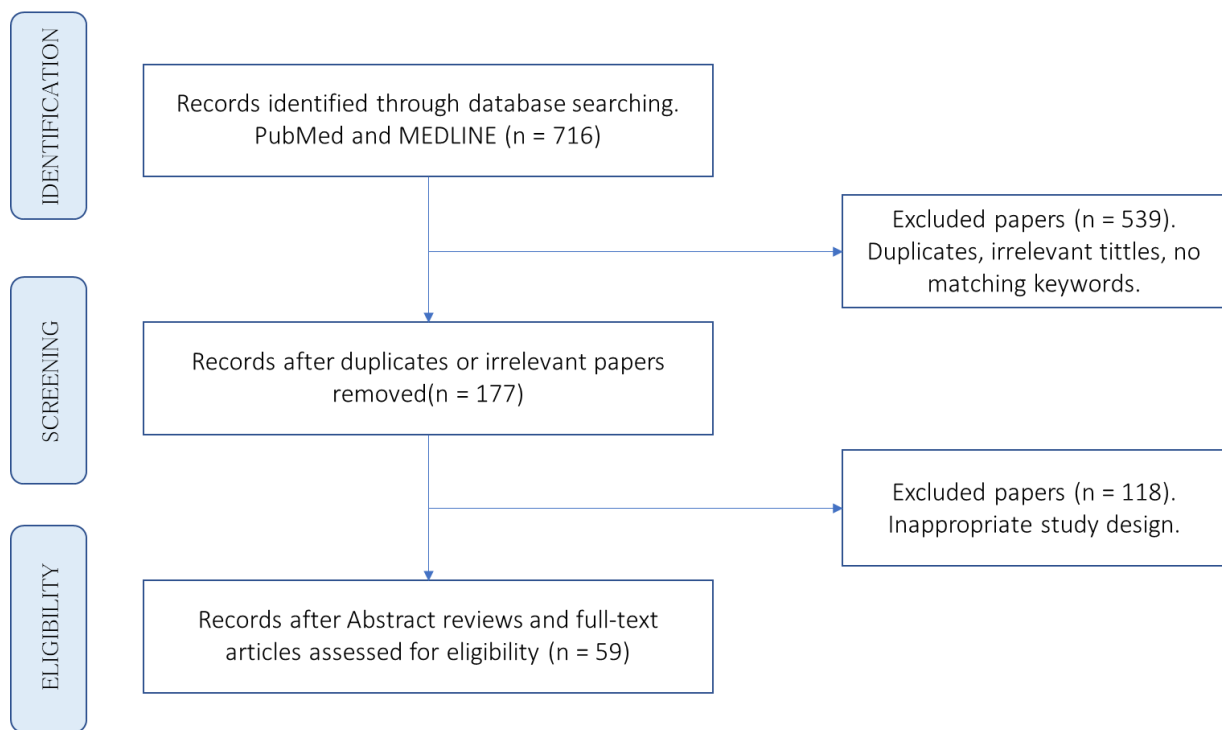 IDENTIFICATION
Records identified through database searching.
PubMed and MEDLINE (n = 716)
Excluded papers (n = 539).
Duplicates, irrelevant tittles, no
matching keywords.
SCREENING
Records after duplicates or irrelevant papers
removed(n = 177)
Excluded papers (n = 118).
Inappropriate study design.
ELIGIBILITY
Records after Abstract reviews and full-text
articles assessed for eligibility (n = 59)